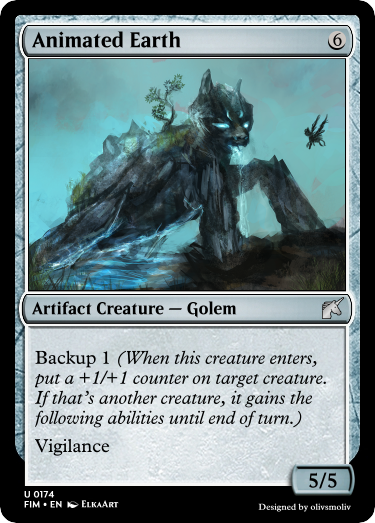 Animated Earth 6
Artifact Creature — Golem
Backup 1 (When this creature enters,
put a +1/+1 counter on target creature.
If that's another creature, it gains the
following abilities until end of turn.)
Vigilance
5/5
U 0174
FIM • EN ElkaArt
Designed by olivsmoliv